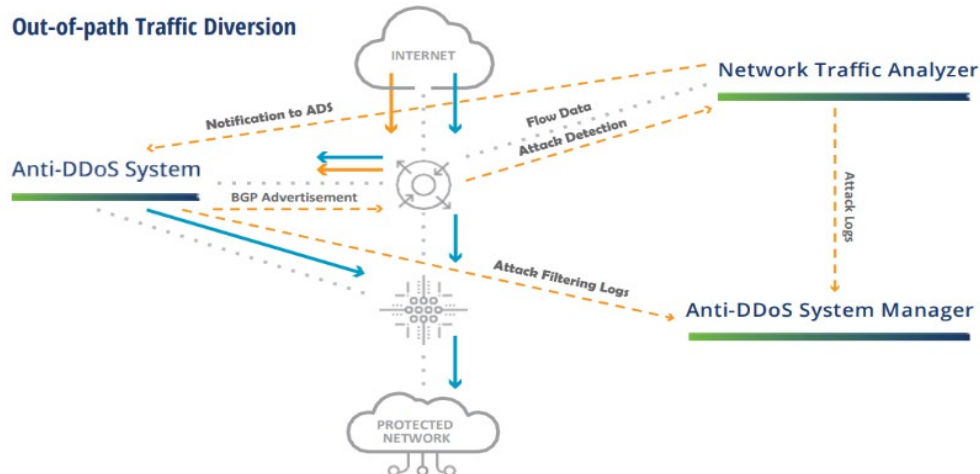 Out-of-path Traffic Diversion
INTERNET
Network Traffic Analyzer
Notification to ADS
Flow Data
Attack Detection
Anti-DDoS System
BGP Advertisement
Attack Logs
Attack Filtering Logs
Anti-DDoS System Manager
PROTECTED
NETWORK